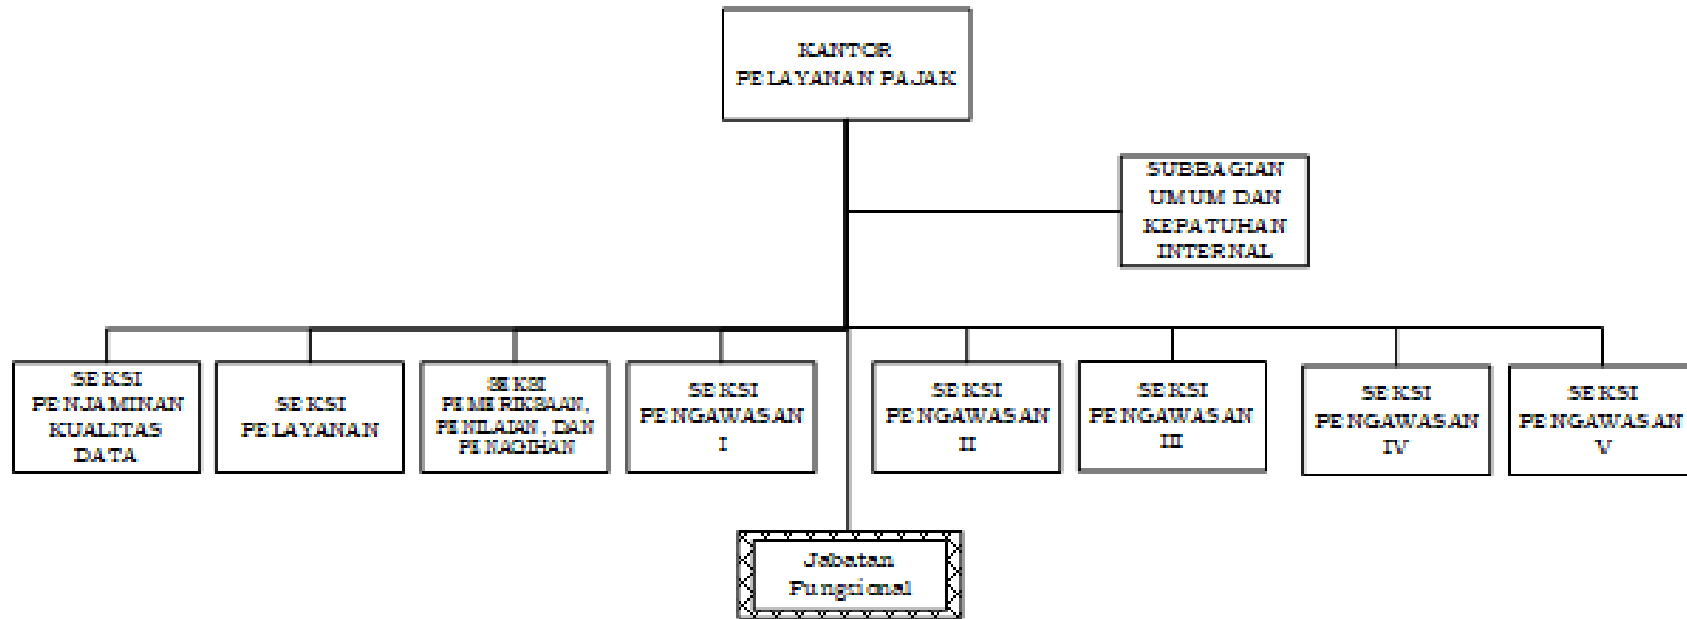 KANTOR
PELAYANAN PAJAK
SUBBAGIAN
UMUM DAN
KEPATUHAN
INTERNAL
SEKSI
PENJAMINAN
KUALITAS
DATA
SEKSI
PELAYANAN
SEKSI
PEMERIKSAAN,
PENILAIAN, DAN
PENAGIHAN
SEKSI
PENGAWASAN
I
SEKSI
PENGAWASAN
II
SEKSI
PENGAWASAN
III
SEKSI
PENGAWASAN
IV
SEKSI
PENGAWASAN
V
Jabatan
Fungsional